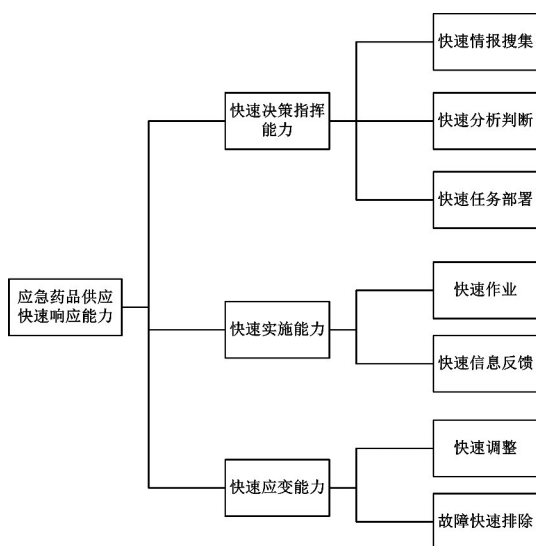 应急药品供应
快速响应能力
快速决策指挥
能力
快速情报搜集
快速分析判断
快速任务部署
快速实施能力
快速作业
快速信息反馈
快速应变能力
快速调整
故障快速排除